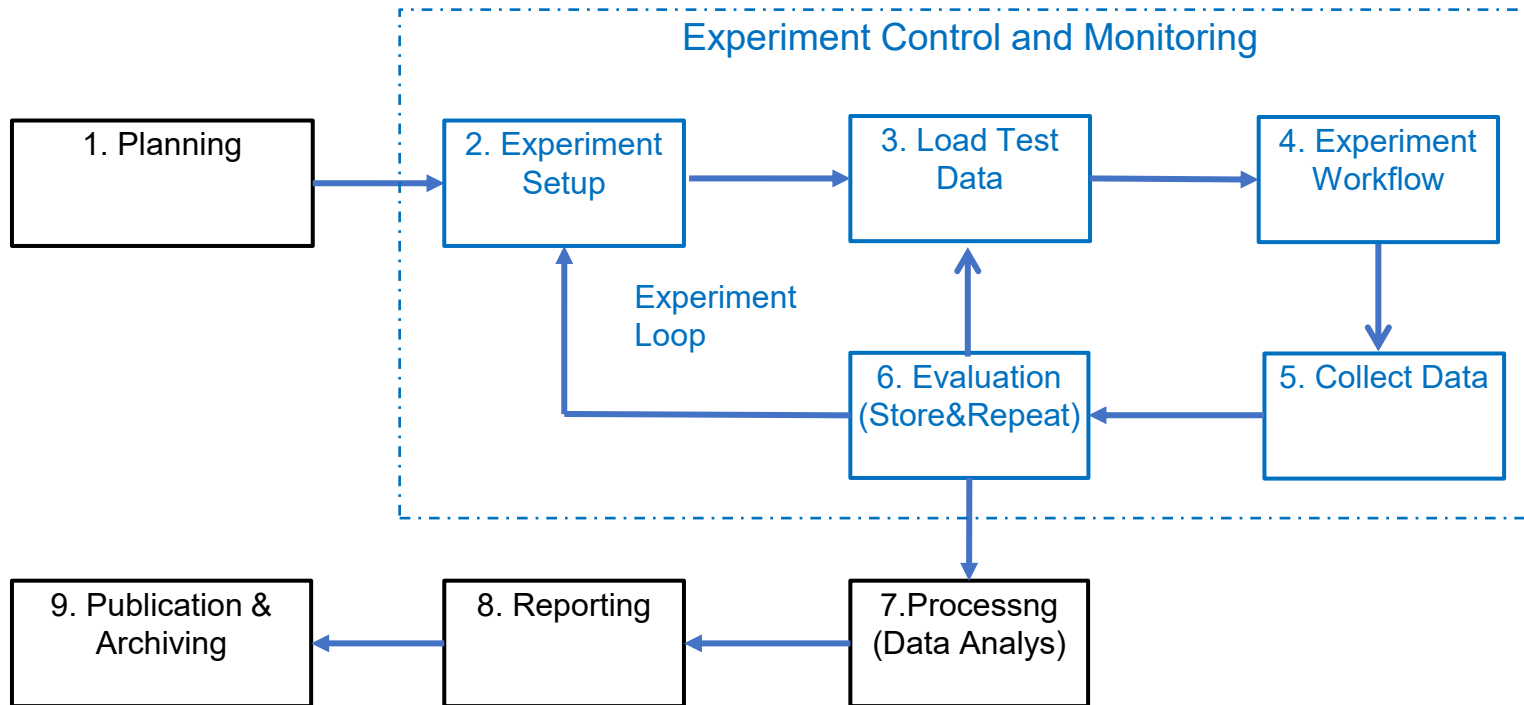 Experiment Control and Monitoring
1. Planning
2. Experiment
Setup
3. Load Test
Data
4. Experiment
Workflow
Experiment
Loop
6. Evaluation
(Store&Repeat)
5. Collect Data
9. Publication &
Archiving
8. Reporting
7.Processng
(Data Analys)